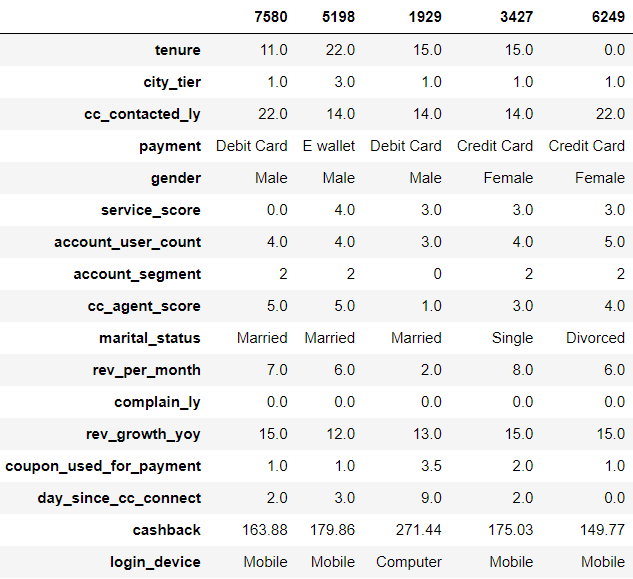 7580 5198 1929 3427 6249
tenure 11.0 22.0 15.0 15.0 0.0
city_tier 1.0 3.0 1.0 1.0 1.0
cc_contacted_ly 22.0 14.0 14.0 14.0 22.0
payment Debit Card E wallet Debit Card Credit Card Credit Card
gender Male Male Male Female Female
service_score 0.0 4.0 3.0 3.0 3.0
account_user_count 4.0 4.0 3.0 4.0 5.0
account_segment 2 2 0 2 2
cc_agent_score 5.0 5.0 1.0 3.0 4.0
marital_status Married Married Married Single Divorced
rev_per_month 7.0 6.0 2.0 8.0 6.0
complain_ly 0.0 0.0 0.0 0.0 0.0
rev_growth_yoy 15.0 12.0 13.0 15.0 15.0
coupon_used_for_payment 1.0 1.0 3.5 2.0 1.0
day_since_cc_connect 2.0 3.0 9.0 2.0 0.0
cashback 163.88 179.86 271.44 175.03 149.77
login_device Mobile Mobile Computer Mobile Mobile